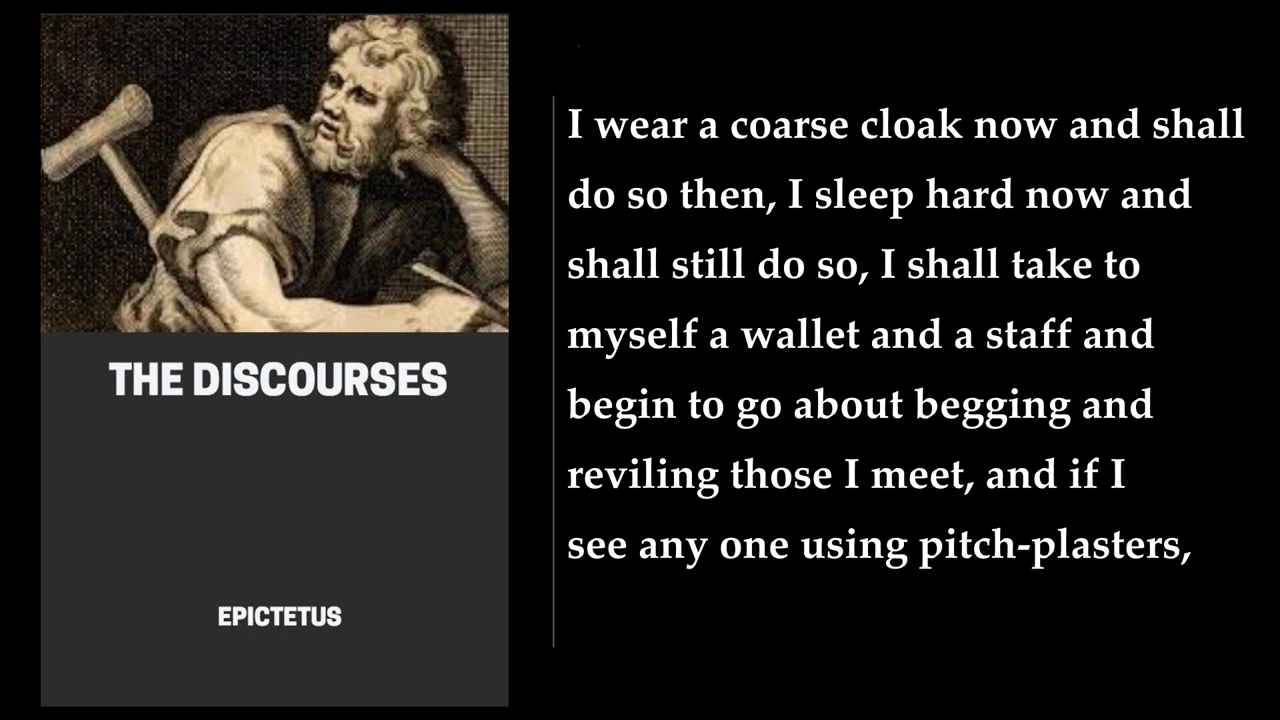 THE DISCOURSES
EPICTETUS
I wear a coarse cloak now and shall
do so then, I sleep hard now and
shall still do so, I shall take to
myself a wallet and a staff and
begin to go about begging and
reviling those I meet, and if I
see any one using pitch-plasters,